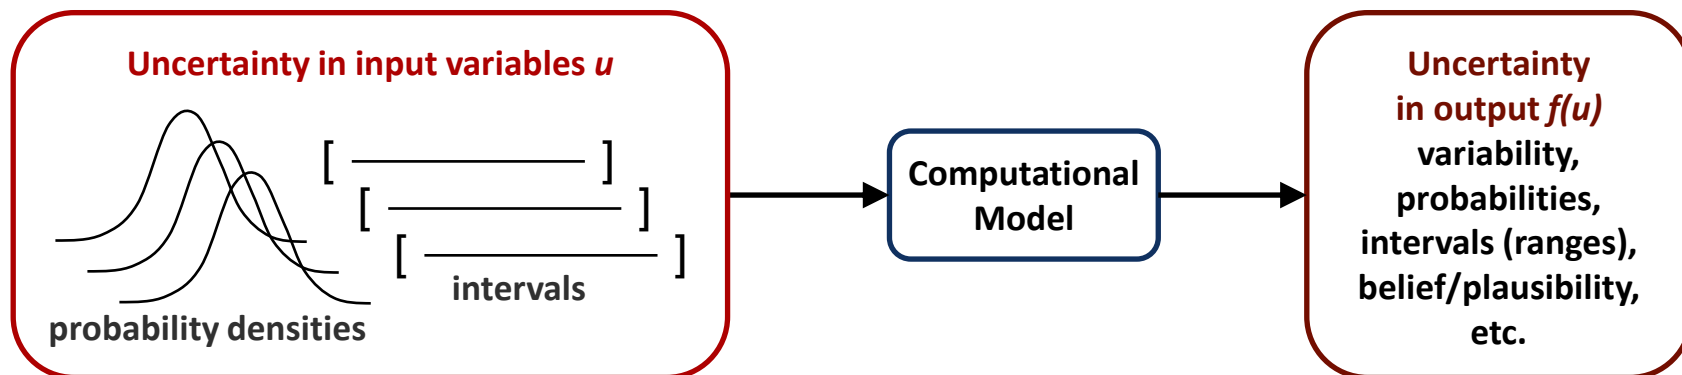 Uncertainty in input variables u
[ ]
[ ]
[ ]
intervals
probability densities
Computational
Model
Uncertainty
in output f(u)
variability,
probabilities,
intervals (ranges),
belief/plausibility,
etc.